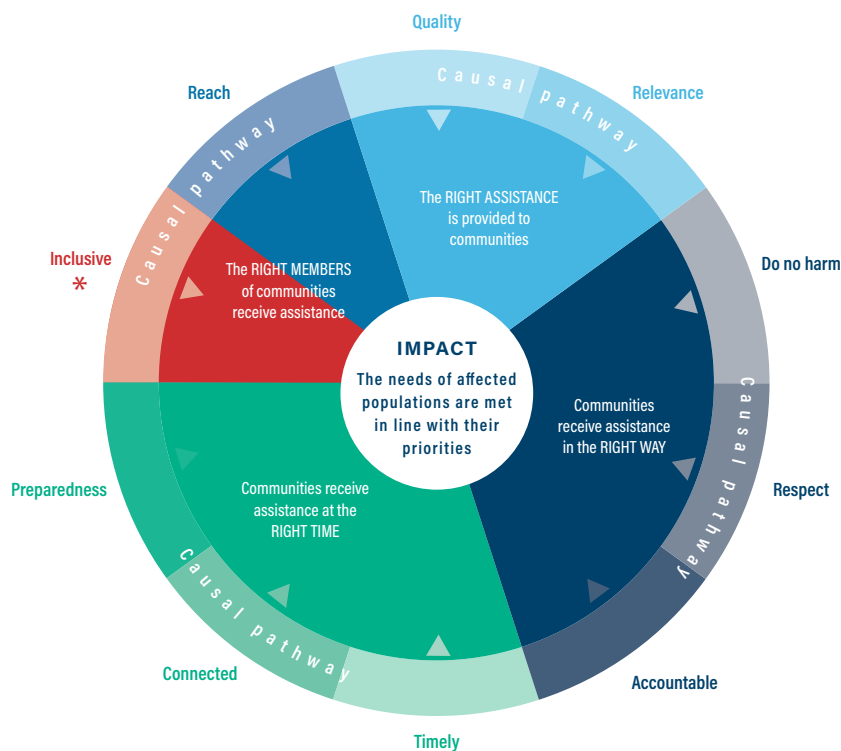 Quality
Reach
Relevance
Causal pathway
Causal pathway
The RIGHT ASSISTANCE
is provided to
communities
Inclusive
*
The RIGHT MEMBERS
of communities
receive assistance
Do no harm
IMPACT
The needs of affected
populations are met
in line with their
priorities
Communities
receive assistance
in the RIGHT WAY
Causal pathway
Preparedness
Respect
Communities receive
assistance at the
RIGHT TIME
Causal pathway
Connected
Accountable
Timely